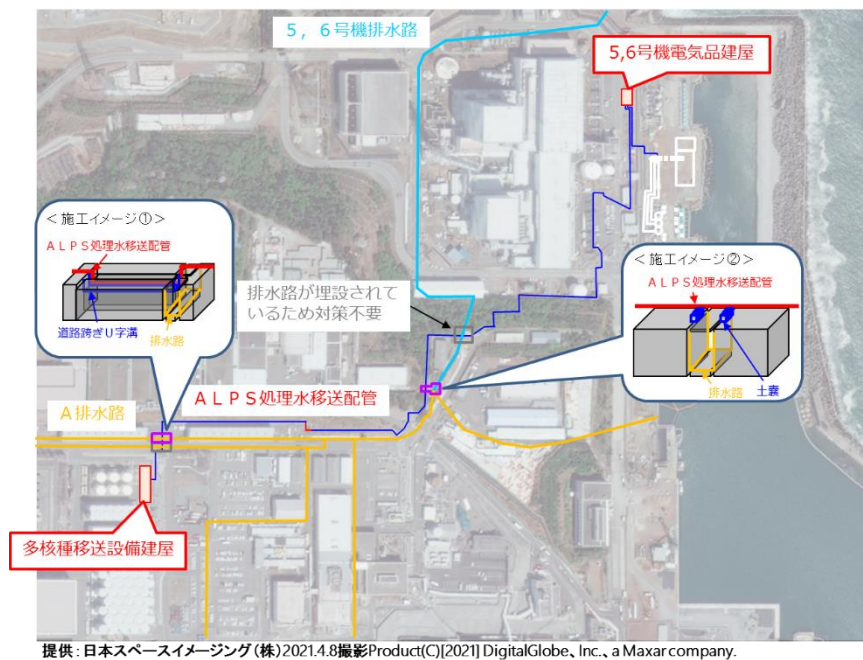 5，6号機排水路
5,6号機電気品建屋
＜施工イメージ①＞
ＡＬＰＳ処理水移送配管
道路跨ぎＵ字溝
排水路
排水路が埋設されて
いるため対策不要
＜施工イメージ②＞
ＡＬＰＳ処理水移送配管
排水路
土嚢
ＡＬＰＳ処理水移送配管
Ａ排水路
多核種移送設備建屋
提供：日本スペースイメージング（株）2021.4.8撮影Product(C)[2021] DigitalGlobe、Inc.、a Maxar company.